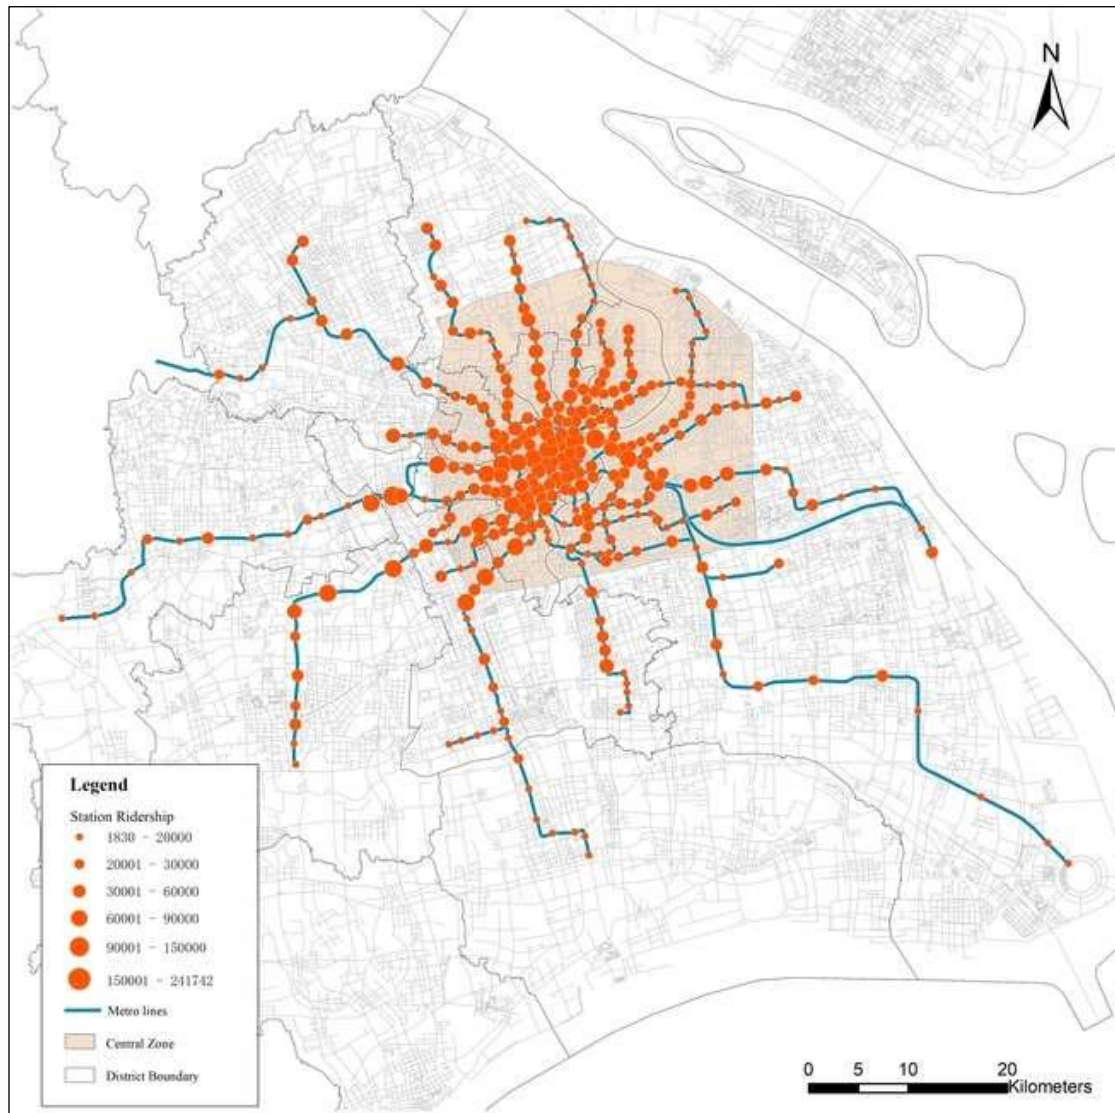 N
Legend
Station Ridership
1830 - 20000
20001 - 30000
30001 - 60000
60001 - 90000
90001 - 150000
150001 - 241742
Metro lines
Central Zone
District Boundary
0 5 10 20
Kilometers